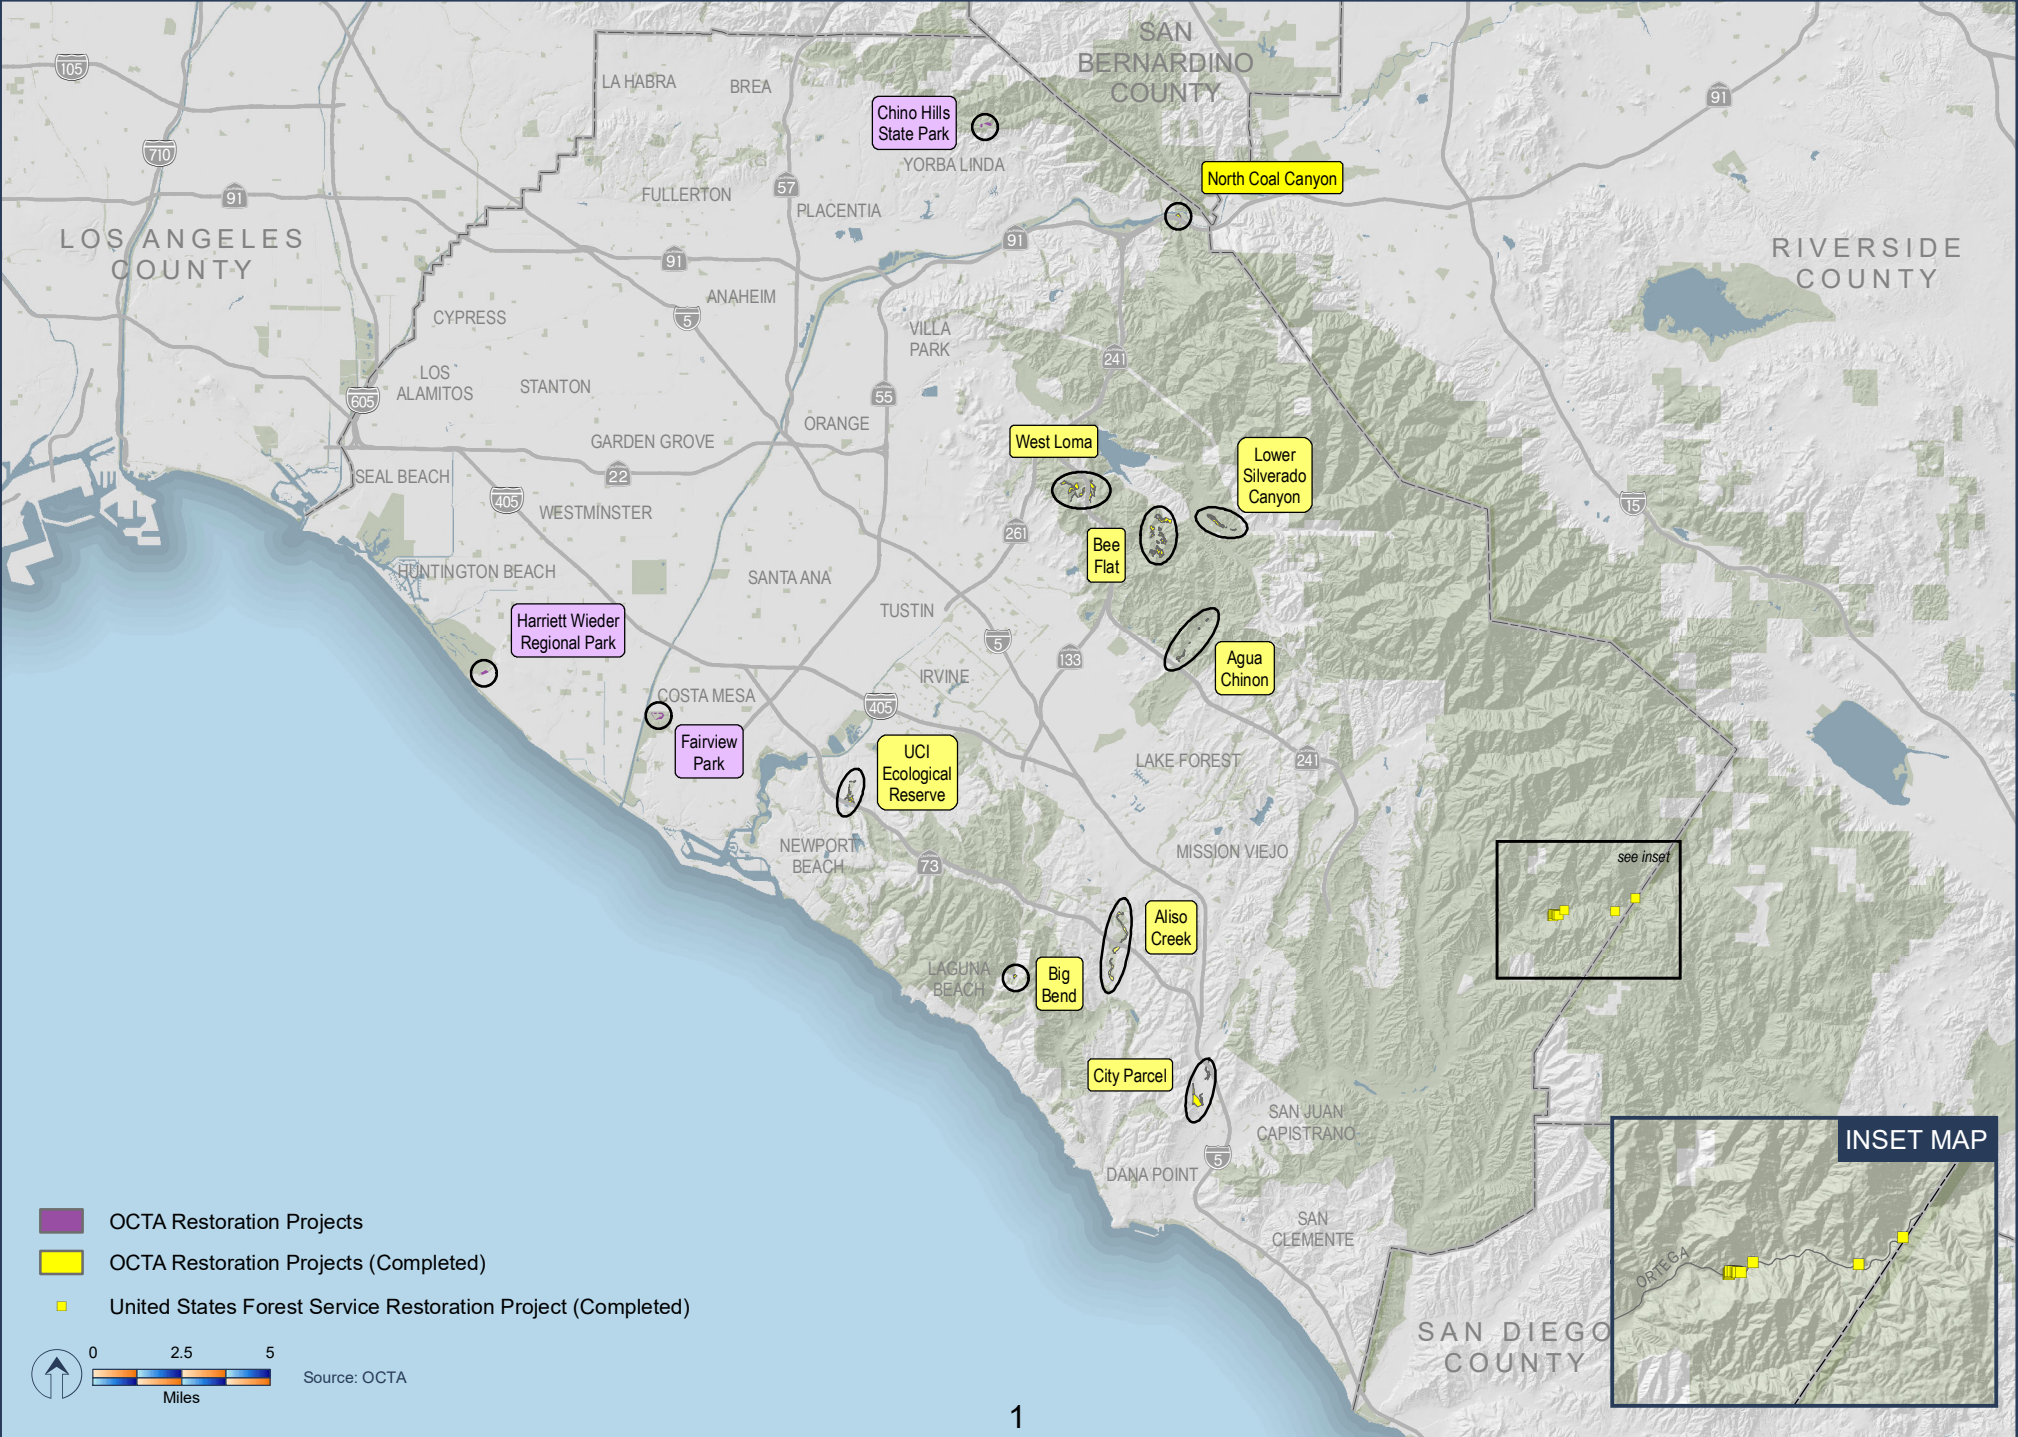 SAN
BERNARDINO
COUNTY
105
LA HABRA
BREA
91
Chino Hills
State Park
710
YORBA LINDA
North Coal Canyon
57
FULLERTON
91
PLACENTIA
LOS ANGELES
COUNTY
91
91
RIVERSIDE
COUNTY
ANAHEIM
CYPRESS
5
VILLA
PARK
241
LOS
ALAMITOS
STANTON
605
55
ORANGE
GARDEN GROVE
West Loma
Lower
Silverado
Canyon
SEAL BEACH
22
405
WESTMINSTER
15
261
Bee
Flat
HUNTINGTON BEACH
SANTA ANA
TUSTIN
Harriett Wieder
Regional Park
5
133
Agua
Chinon
IRVINE
COSTA MESA
405
Fairview
Park
UCI
Ecological
Reserve
LAKE FOREST
241
NEWPORT
BEACH
73
MISSION VIEJO
see inset
Aliso
Creek
LAGUNA
BEACH
Big
Bend
City Parcel
SAN JUAN
CAPISTRANO
5
DANA POINT
SAN
CLEMENTE
SAN DIEGO
COUNTY
INSET MAP
ORTEGA
OCTA Restoration Projects
OCTA Restoration Projects (Completed)
United States Forest Service Restoration Project (Completed)
0 2.5 5
Miles
Source: OCTA
1